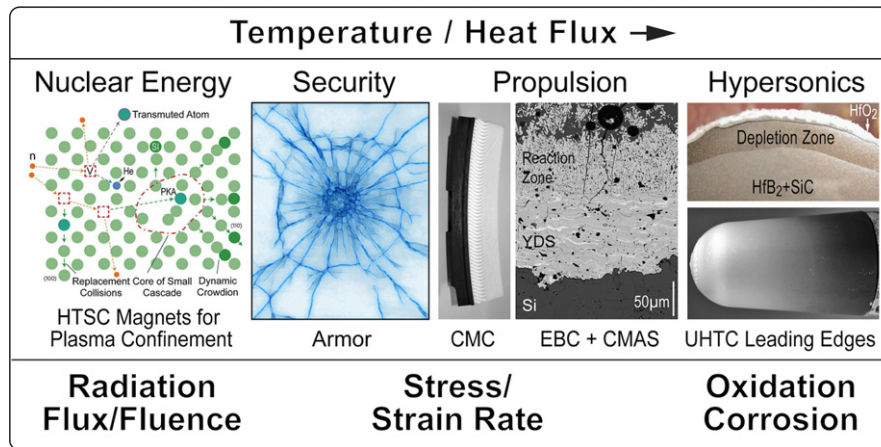 Temperature / Heat Flux →
Nuclear Energy
Security
Propulsion
Hypersonics
Transmuted Atom
n
V
He
SI
PKA
⟨110⟩
⟨100⟩
Replacement
Collisions
Core of Small
Cascade
Dynamic
Crowdion
HTSC Magnets for
Plasma Confinement
Armor
CMC
Reaction
Zone
YDS
Si
50µm
EBC + CMAS
HfO2
Depletion Zone
HfB2+SiC
UHTC Leading Edges
Radiation
Flux/Fluence
Stress/
Strain Rate
Oxidation
Corrosion